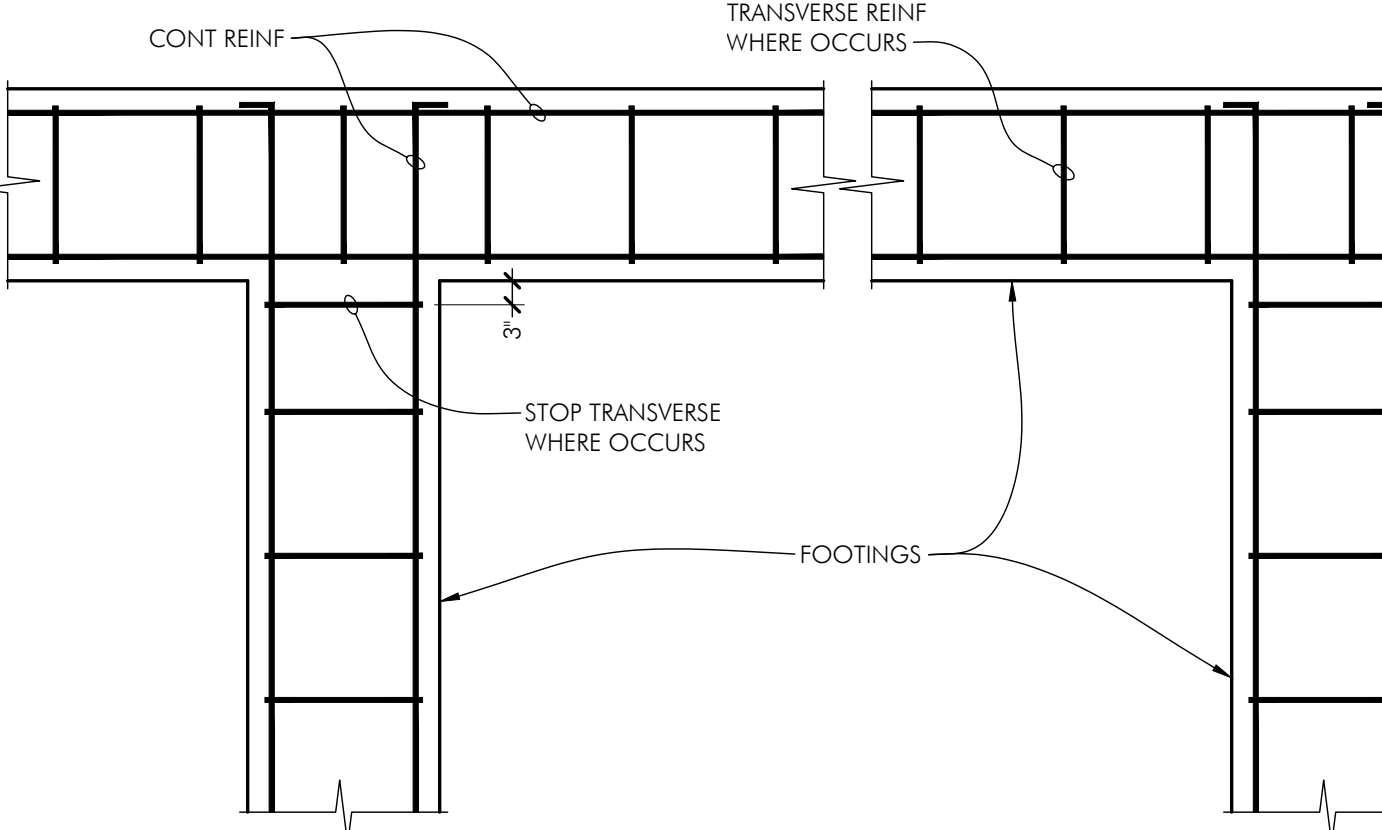 TRANSVERSE REINF
WHERE OCCURS
CONT REINF
3"
STOP TRANSVERSE
WHERE OCCURS
FOOTINGS